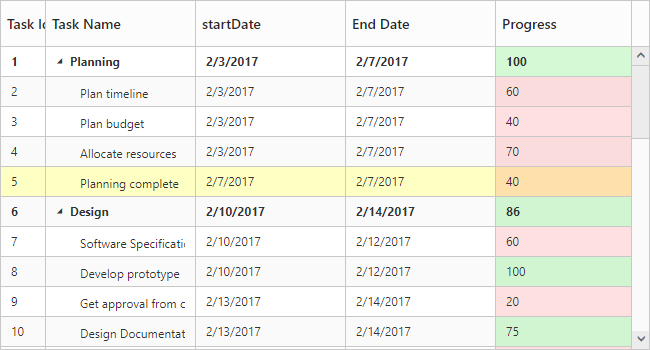 Task Id Task Name startDate End Date Progress
1 Planning 2/3/2017 2/7/2017 100
2 Plan timeline 2/3/2017 2/7/2017 60
3 Plan budget 2/3/2017 2/7/2017 40
4 Allocate resources 2/3/2017 2/7/2017 70
5 Planning complete 2/7/2017 2/7/2017 40
6 Design 2/10/2017 2/14/2017 86
7 Software Specificatio 2/10/2017 2/12/2017 60
8 Develop prototype 2/10/2017 2/12/2017 100
9 Get approval from c 2/13/2017 2/14/2017 20
10 Design Documentat 2/13/2017 2/14/2017 75